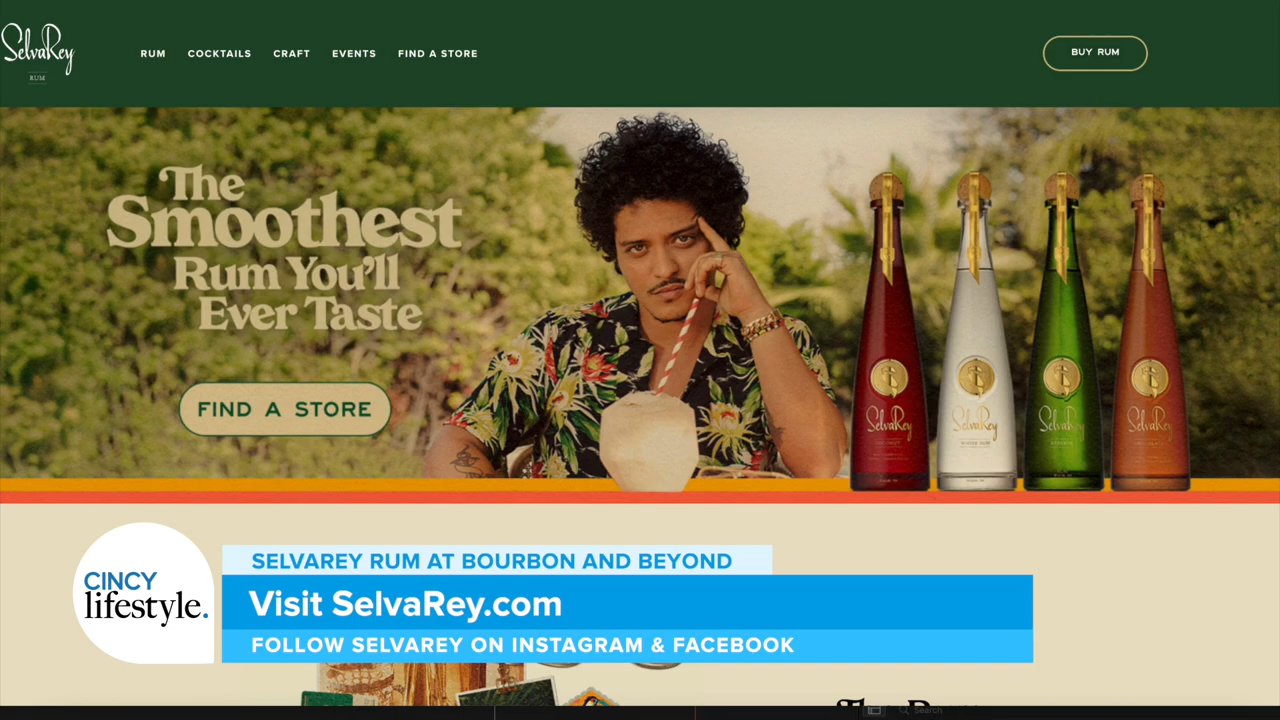 SelvaRey
RUM
RUM COCKTAILS CRAFT EVENTS FIND A STORE
BUY RUM
The
Smoothest
Rum You'll
Ever Taste
FIND A STORE
SelvaRey SelvaRey SelvaRey SelvaRey
CINCY
lifestyle.
SELVAREY RUM AT BOURBON AND BEYOND
Visit SelvaRey.com
FOLLOW SELVAREY ON INSTAGRAM & FACEBOOK
Search